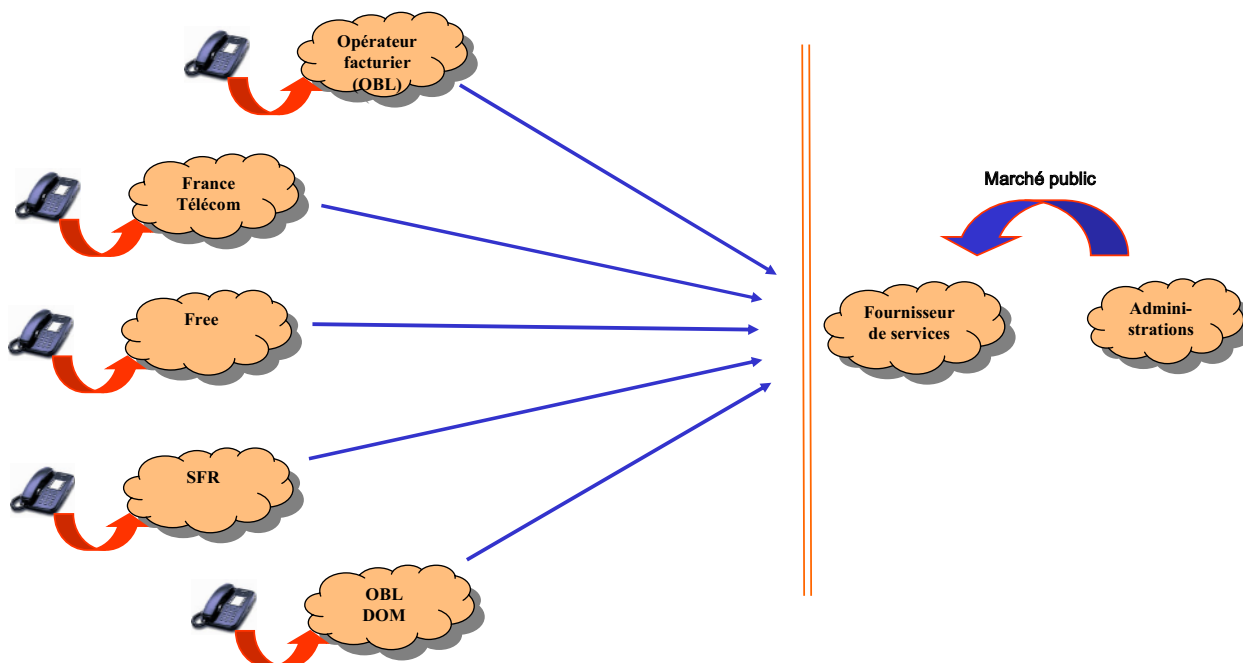 Opérateur
facturier
(OBL)
France
Télécom
Marché public
Free
Fournisseur
de services
Admini-
strations
SFR
OBL
DOM